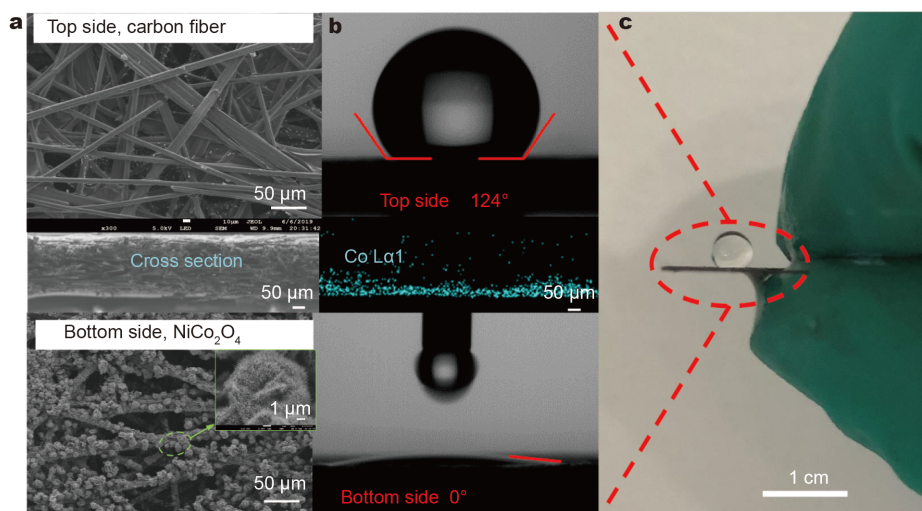 a
Top side, carbon fiber
50 μm
10μm JEOL 6/6/2019
x300 5.0kV LED SEM WD 9.9mm 20:31:42
Cross section
50 μm
Bottom side, NiCo₂O₄
1 μm
50 μm
b
Top side 124°
Co Lα1
50 μm
Bottom side 0°
c
1 cm